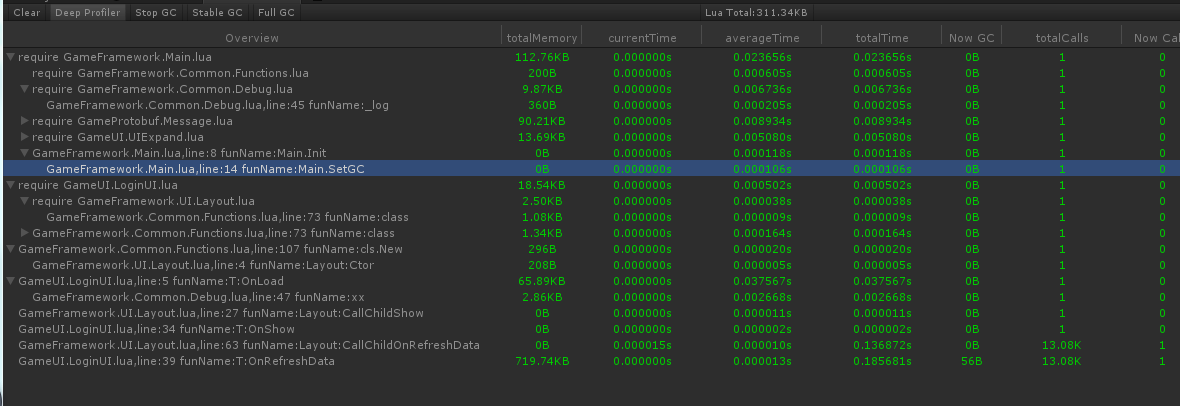 Clear Deep Profiler Stop GC Stable GC Full GC Lua Total:311.34KB
Overview totalMemory currentTime averageTime totalTime Now GC totalCalls Now Cal
require GameFramework.Main.lua 112.76KB 0.000000s 0.023656s 0.023656s 0B 1 0
require GameFramework.Common.Functions.lua 200B 0.000000s 0.000605s 0.000605s 0B 1 0
require GameFramework.Common.Debug.lua 9.87KB 0.000000s 0.006736s 0.006736s 0B 1 0
GameFramework.Common.Debug.lua,line:45 funName:_log 360B 0.000000s 0.000205s 0.000205s 0B 1 0
require GameProtobuf.Message.lua 90.21KB 0.000000s 0.008934s 0.008934s 0B 1 0
require GameUI.UIExpand.lua 13.69KB 0.000000s 0.005080s 0.005080s 0B 1 0
GameFramework.Main.lua,line:8 funName:Main.Init 0B 0.000000s 0.000118s 0.000118s 0B 1 0
GameFramework.Main.lua,line:14 funName:Main.SetGC 0B 0.000000s 0.000106s 0.000106s 0B 1 0
require GameUI.LoginUI.lua 18.54KB 0.000000s 0.000502s 0.000502s 0B 1 0
require GameFramework.UI.Layout.lua 2.50KB 0.000000s 0.000038s 0.000038s 0B 1 0
GameFramework.Common.Functions.lua,line:73 funName:class 1.08KB 0.000000s 0.000009s 0.000009s 0B 1 0
GameFramework.Common.Functions.lua,line:73 funName:class 1.34KB 0.000000s 0.000164s 0.000164s 0B 1 0
GameFramework.Common.Functions.lua,line:107 funName:cls.New 296B 0.000000s 0.000020s 0.000020s 0B 1 0
GameFramework.UI.Layout.lua,line:4 funName:Layout:Ctor 208B 0.000000s 0.000005s 0.000005s 0B 1 0
GameUI.LoginUI.lua,line:5 funName:T:OnLoad 65.89KB 0.000000s 0.037567s 0.037567s 0B 1 0
GameFramework.Common.Debug.lua,line:47 funName:xx 2.86KB 0.000000s 0.002668s 0.002668s 0B 1 0
GameFramework.UI.Layout.lua,line:27 funName:Layout:CallChildShow 0B 0.000000s 0.000011s 0.000011s 0B 1 0
GameUI.LoginUI.lua,line:34 funName:T:OnShow 0B 0.000000s 0.000002s 0.000002s 0B 1 0
GameFramework.UI.Layout.lua,line:63 funName:Layout:CallChildOnRefreshData 0B 0.000015s 0.000010s 0.136872s 0B 13.08K 1
GameUI.LoginUI.lua,line:39 funName:T:OnRefreshData 719.74KB 0.000000s 0.000013s 0.185681s 56B 13.08K 1